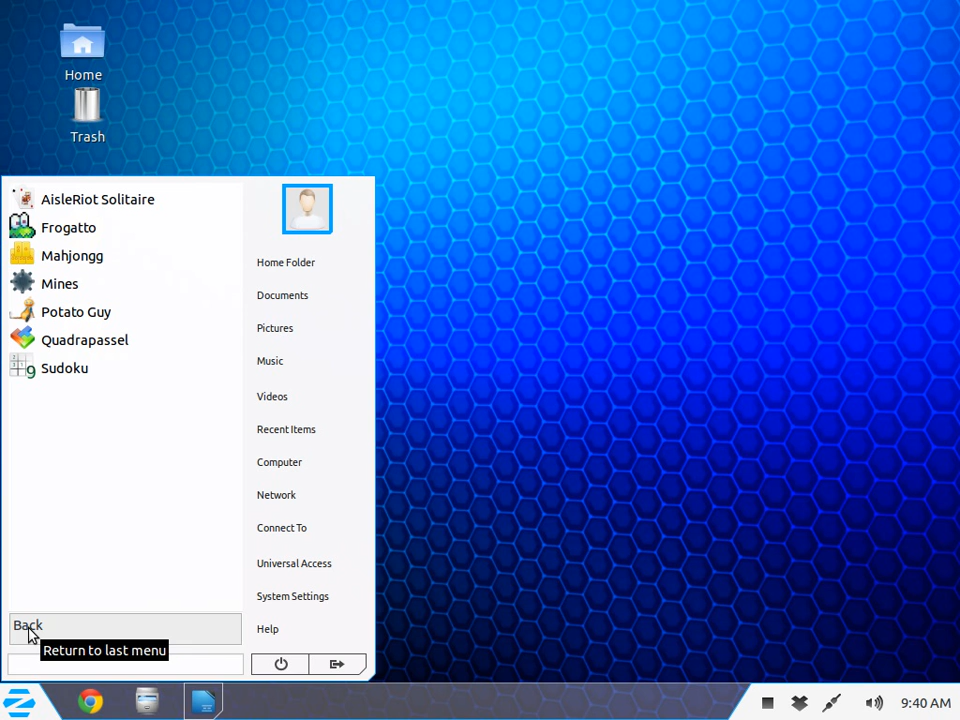 Home
Trash
AisleRiot Solitaire
Frogatto
Mahjongg
Mines
Potato Guy
Quadrapassel
Sudoku
Home Folder
Documents
Pictures
Music
Videos
Recent Items
Computer
Network
Connect To
Universal Access
System Settings
Help
Back
Return to last menu
9:40 AM